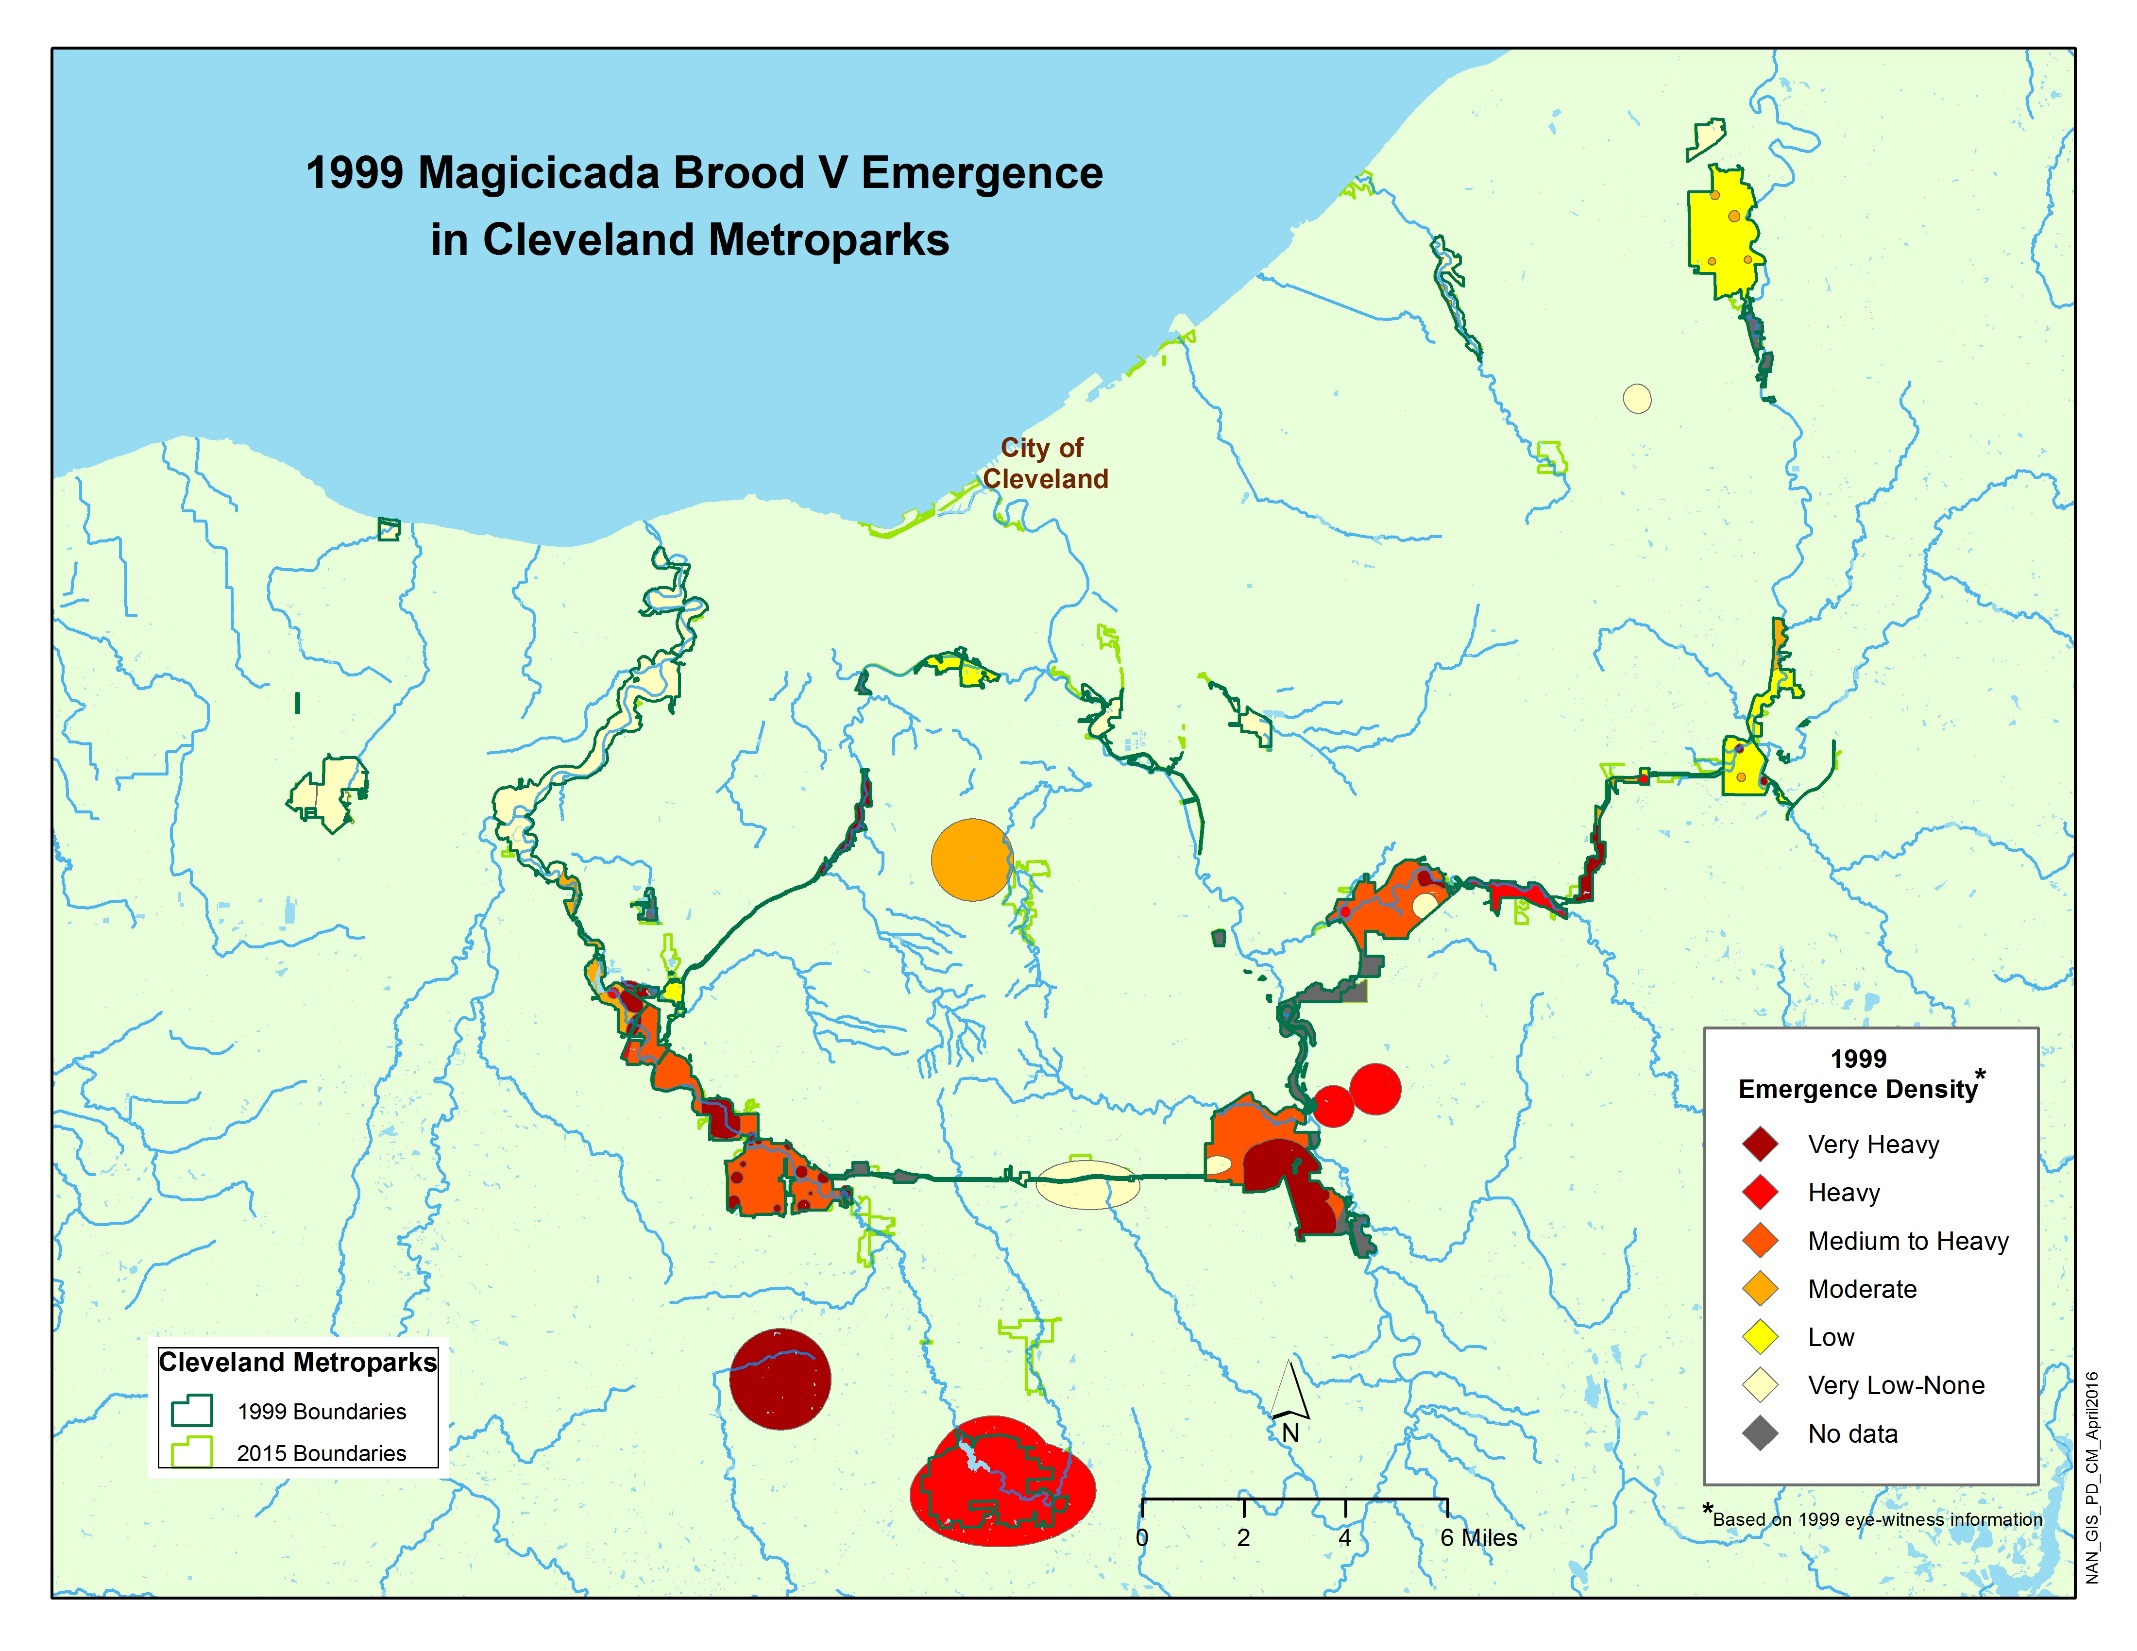 1999 Magicicada Brood V Emergence
in Cleveland Metroparks
City of
Cleveland
1999
Emergence Density*
Very Heavy
Heavy
Medium to Heavy
Moderate
Low
Very Low-None
No data
*Based on 1999 eye-witness information
Cleveland Metroparks
1999 Boundaries
2015 Boundaries
N
0 2 4 6 Miles
NAN_GIS_PD_CM_April2016